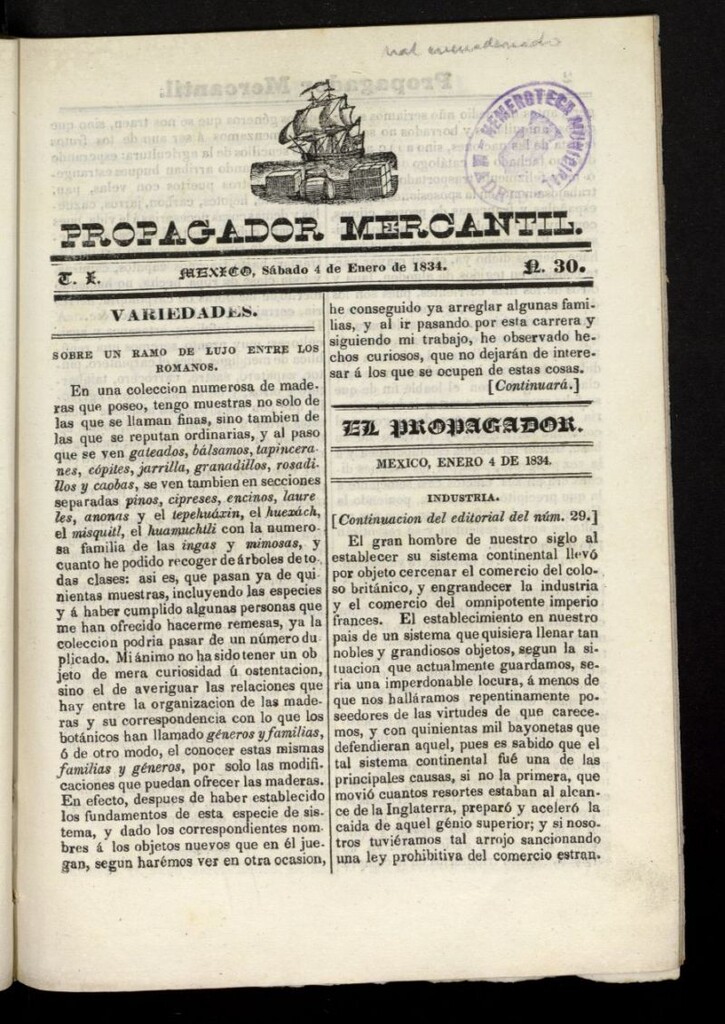 mal encuadernado
HEMEROTECA MUNICIPAL
MADRID
PROPAGADOR MERCANTIL.
T. I.
MEXICO, Sábado 4 de Enero de 1834.
N. 30.
VARIEDADES.
SOBRE UN RAMO DE LUJO ENTRE LOS
ROMANOS.
En una coleccion numerosa de made-
ras que poseo, tengo muestras no solo de
las que se llaman finas, sino tambien de
las que se reputan ordinarias, y al paso
que se ven gateados, bálsamos, tapincera-
nes, cópites, jarrilla, granadillos, rosadi-
llos y caobas, se ven tambien en secciones
separadas pinos, cipreses, encinos, laure
les, anonas y el tepehuáxin, el huexách,
el misquitl, el huamuchtli con la numero-
sa familia de las ingas y mimosas, y
cuanto he podido recoger de árboles de to-
das clases: asi es, que pasan ya de qui-
nientas muestras, incluyendo las especies
y á haber cumplido algunas personas que
me han ofrecido hacerme remesas, ya la
coleccion podria pasar de un número du
plicado. Mi ánimo no ha sido tener un ob
jeto de mera curiosidad ú ostentacion,
sino el de averiguar las relaciones que
hay entre la organizacion de las made-
ras y su correspondencia con lo que los
botánicos han llamado géneros y familias,
ó de otro modo, el conocer estas mismas
familias y géneros, por solo las modifi-
caciones que puedan ofrecer las maderas.
En efecto, despues de haber establecido
los fundamentos de esta especie de sis-
tema, y dado los correspondientes nom-
bres á los objetos nuevos que en él jue-
gan, segun harémos ver en otra ocasion,
he conseguido ya arreglar algunas fami-
lias, y al ir pasando por esta carrera y
siguiendo mi trabajo, he observado he-
chos curiosos, que no dejarán de intere-
sar á los que se ocupen de estas cosas.
[Continuará.]
EL PROPAGADOR.
MEXICO, ENERO 4 DE 1834.
INDUSTRIA.
[Continuacion del editorial del núm. 29.]
El gran hombre de nuestro siglo al
establecer su sistema continental llevó
por objeto cercenar el comercio del colo-
so británico, y engrandecer la industria
y el comercio del omnipotente imperio
frances. El establecimiento en nuestro
pais de un sistema que quisiera llenar tan
nobles y grandiosos objetos, segun la si-
tuacion que actualmente guardamos, se-
ria una imperdonable locura, á menos de
que nos halláramos repentinamente po-
seedores de las virtudes de que carece-
mos, y con quinientas mil bayonetas que
defendieran aquel, pues es sabido que el
tal sistema continental fué una de las
principales causas, si no la primera, que
movió cuantos resortes estaban al alcan-
ce de la Inglaterra, preparó y aceleró la
caida de aquel génio superior; y si noso-
tros tuviéramos tal arrojo sancionando
una ley prohibitiva del comercio estran.